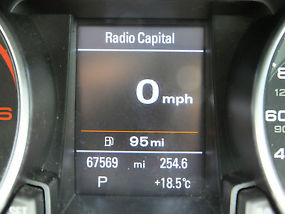 Radio Capital
0 mph
95 mi
67569 mi 254.6
P +18.5°C